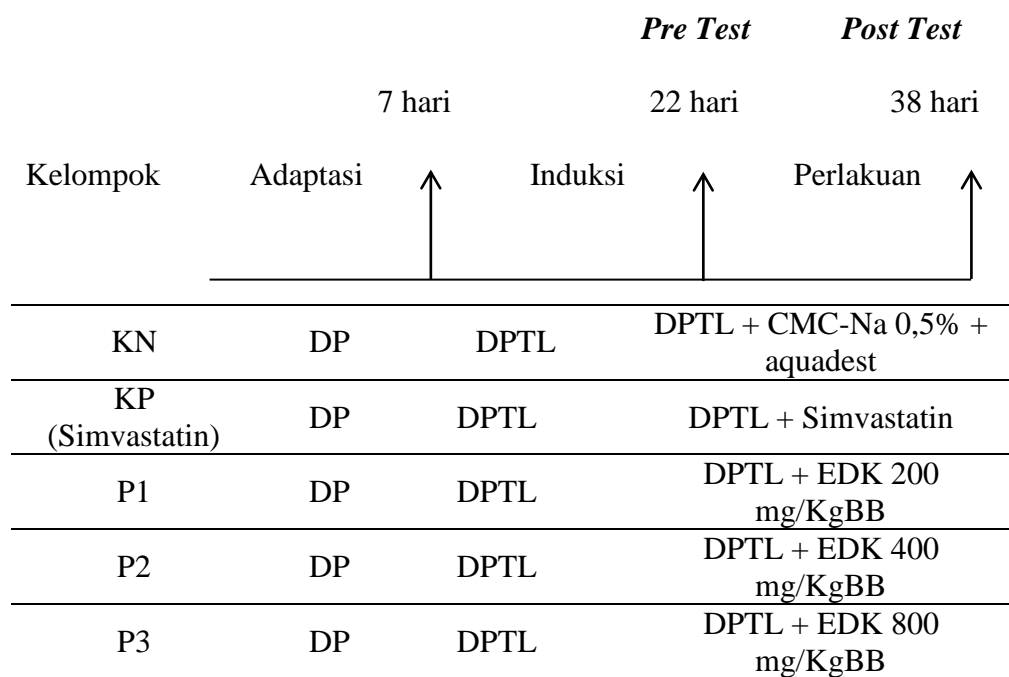 Pre Test Post Test
7 hari 22 hari 38 hari
Kelompok Adaptasi Induksi Perlakuan
KN DP DPTL DPTL + CMC-Na 0,5% +
aquadest
KP
(Simvastatin) DP DPTL DPTL + Simvastatin
P1 DP DPTL DPTL + EDK 200
mg/KgBB
P2 DP DPTL DPTL + EDK 400
mg/KgBB
P3 DP DPTL DPTL + EDK 800
mg/KgBB